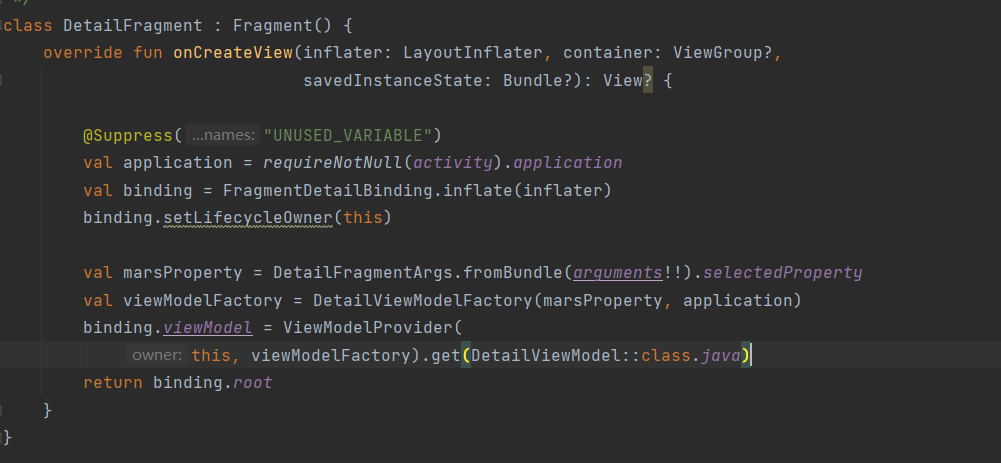 */
class DetailFragment : Fragment() {
override fun onCreateView(inflater: LayoutInflater, container: ViewGroup?,
savedInstanceState: Bundle?): View? {
@Suppress( ...names: "UNUSED_VARIABLE")
val application = requireNotNull(activity).application
val binding = FragmentDetailBinding.inflate(inflater)
binding.setLifecycleOwner(this)
val marsProperty = DetailFragmentArgs.fromBundle(arguments!!).selectedProperty
val viewModelFactory = DetailViewModelFactory(marsProperty, application)
binding.viewModel = ViewModelProvider(
owner: this, viewModelFactory).get(DetailViewModel::class.java)
return binding.root
}
}